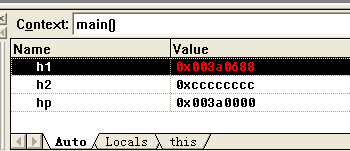 Context: main()
Name Value
h1 0x003a0688
h2 0xcccccccc
hp 0x003a0000
Auto Locals this